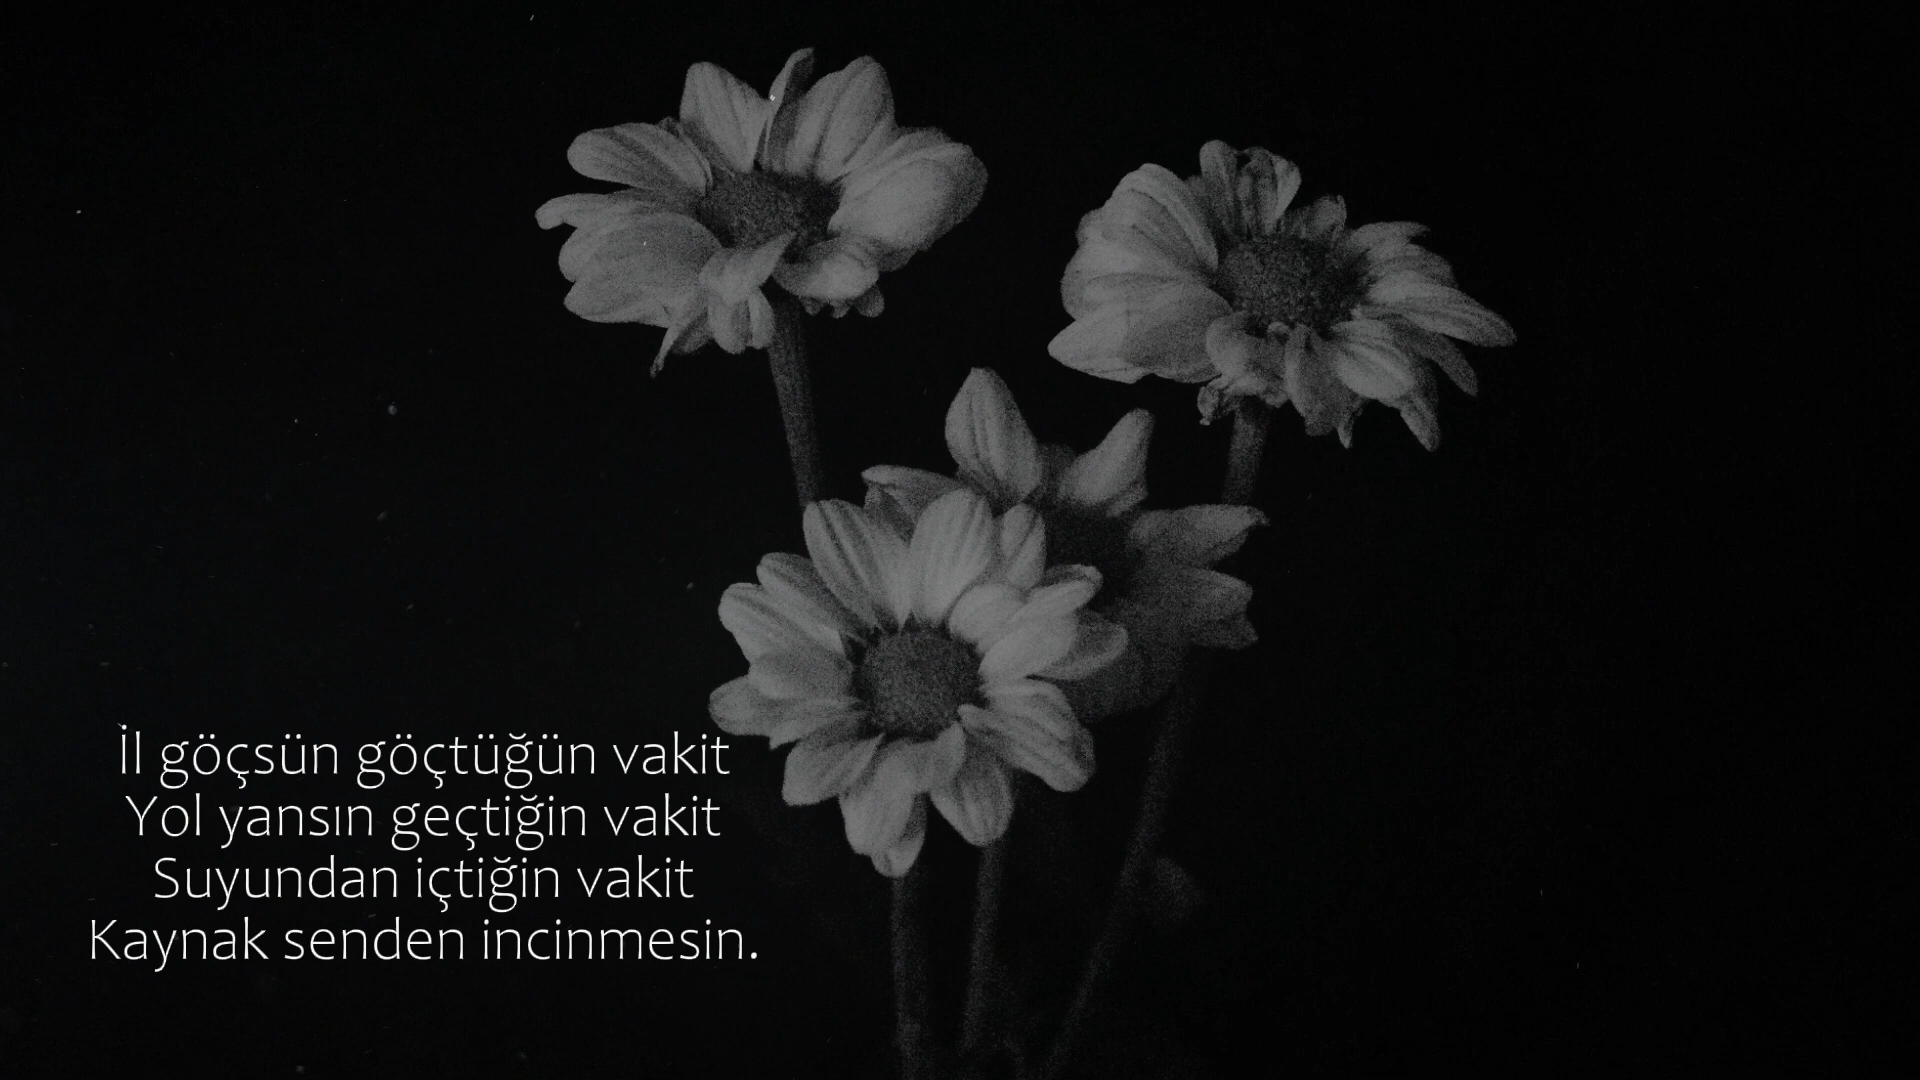 İl göçsün göçtüğün vakit
Yol yansın geçtiğin vakit
Suyundan içtiğin vakit
Kaynak senden incinmesin.